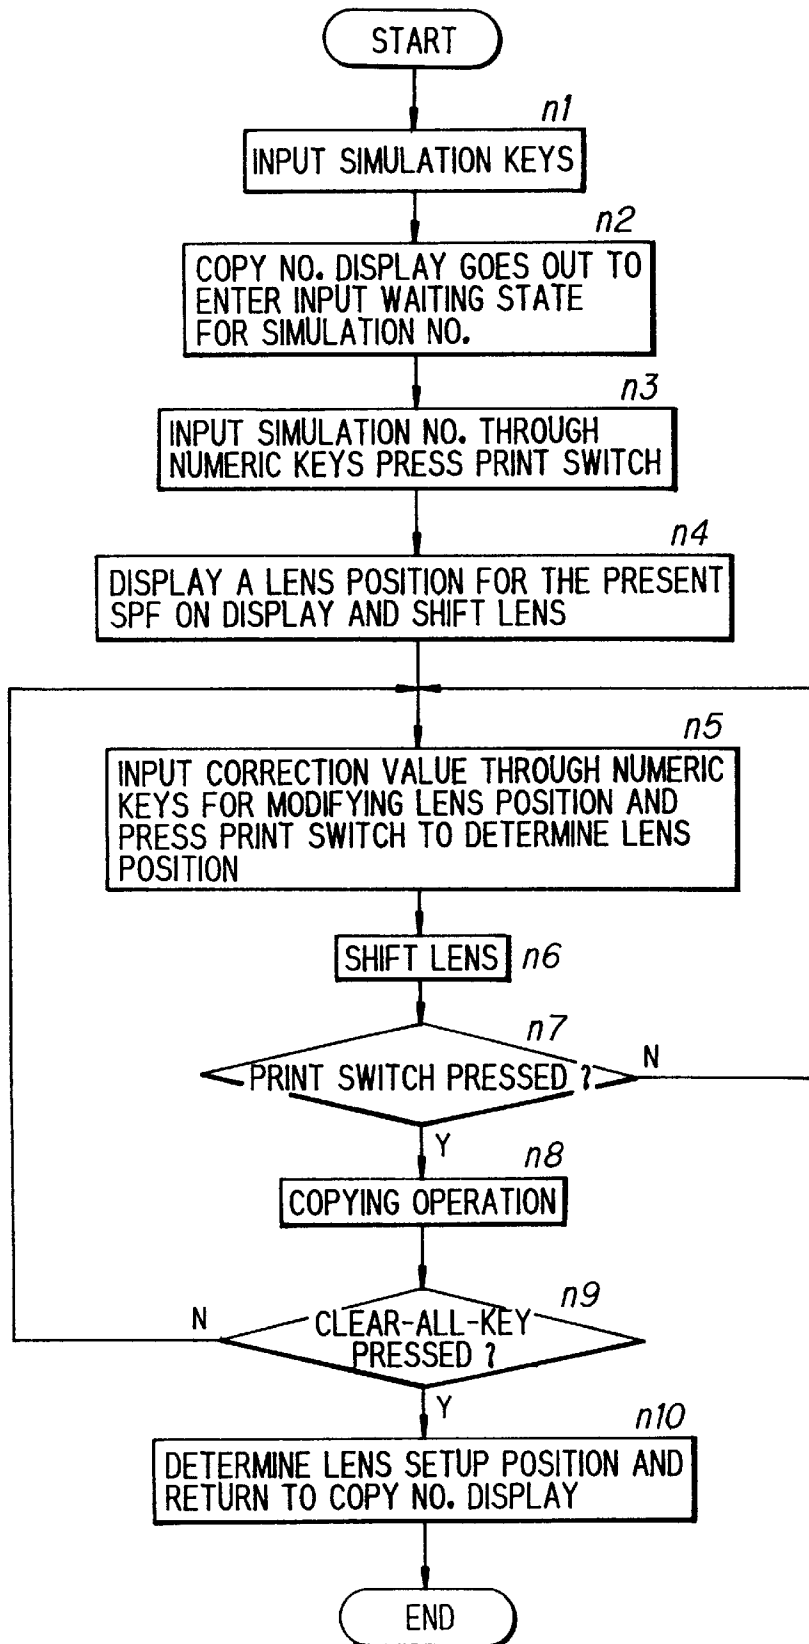 START
n1
INPUT SIMULATION KEYS
n2
COPY NO. DISPLAY GOES OUT TO
ENTER INPUT WAITING STATE
FOR SIMULATION NO.
n3
INPUT SIMULATION NO. THROUGH
NUMERIC KEYS PRESS PRINT SWITCH
n4
DISPLAY A LENS POSITION FOR THE PRESENT
SPF ON DISPLAY AND SHIFT LENS
n5
INPUT CORRECTION VALUE THROUGH NUMERIC
KEYS FOR MODIFYING LENS POSITION AND
PRESS PRINT SWITCH TO DETERMINE LENS
POSITION
SHIFT LENS n6
n7
PRINT SWITCH PRESSED ? N
Y
n8
COPYING OPERATION
n9
N CLEAR-ALL-KEY
PRESSED ?
Y
n10
DETERMINE LENS SETUP POSITION AND
RETURN TO COPY NO. DISPLAY
END